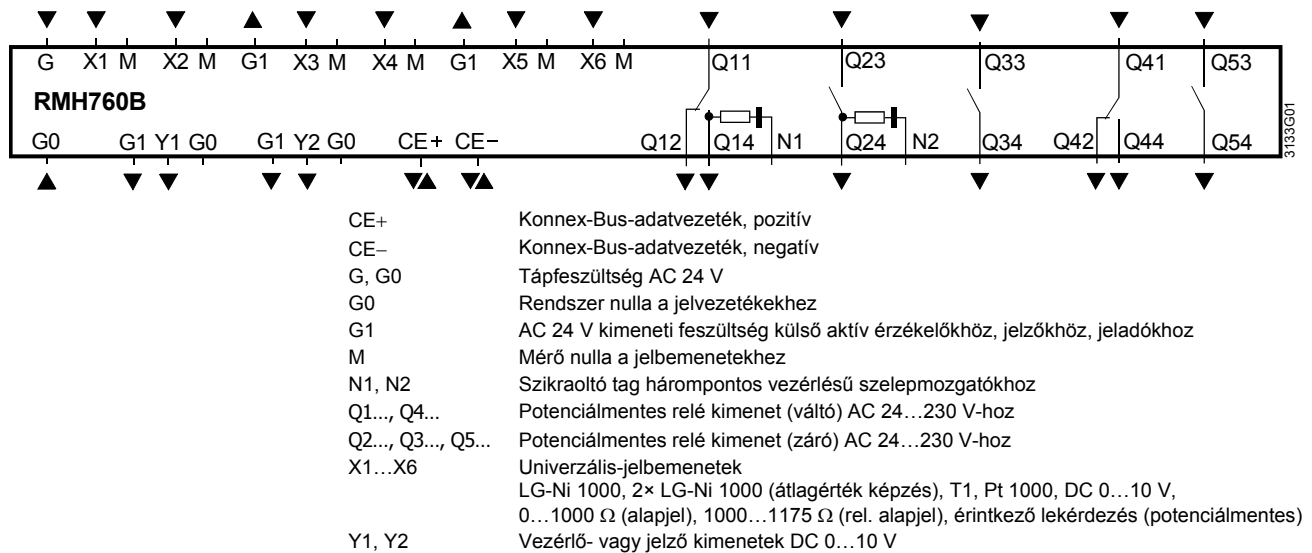 G X1 M X2 M G1 X3 M X4 M G1 X5 M X6 M Q11 Q23 Q33 Q41 Q53
RMH760B
G0 G1 Y1 G0 G1 Y2 G0 CE+ CE− Q12 Q14 N1 Q24 N2 Q34 Q42 Q44 Q54
3133G01
CE+ Konnex-Bus-adatvezeték, pozitív
CE− Konnex-Bus-adatvezeték, negatív
G, G0 Tápfeszültség AC 24 V
G0 Rendszer nulla a jelvezetékekhez
G1 AC 24 V kimeneti feszültség külső aktív érzékelőkhöz, jelzőkhöz, jeladókhoz
M Mérő nulla a jelbemenetekhez
N1, N2 Szikraoltó tag hárompontos vezérlésű szelepmozgatókhoz
Q1..., Q4... Potenciálmentes relé kimenet (váltó) AC 24…230 V-hoz
Q2..., Q3..., Q5... Potenciálmentes relé kimenet (záró) AC 24…230 V-hoz
X1…X6 Univerzális-jelbemenetek
LG-Ni 1000, 2× LG-Ni 1000 (átlagérték képzés), T1, Pt 1000, DC 0…10 V,
0…1000 Ω (alapjel), 1000…1175 Ω (rel. alapjel), érintkező lekérdezés (potenciálmentes)
Y1, Y2 Vezérlő- vagy jelző kimenetek DC 0…10 V